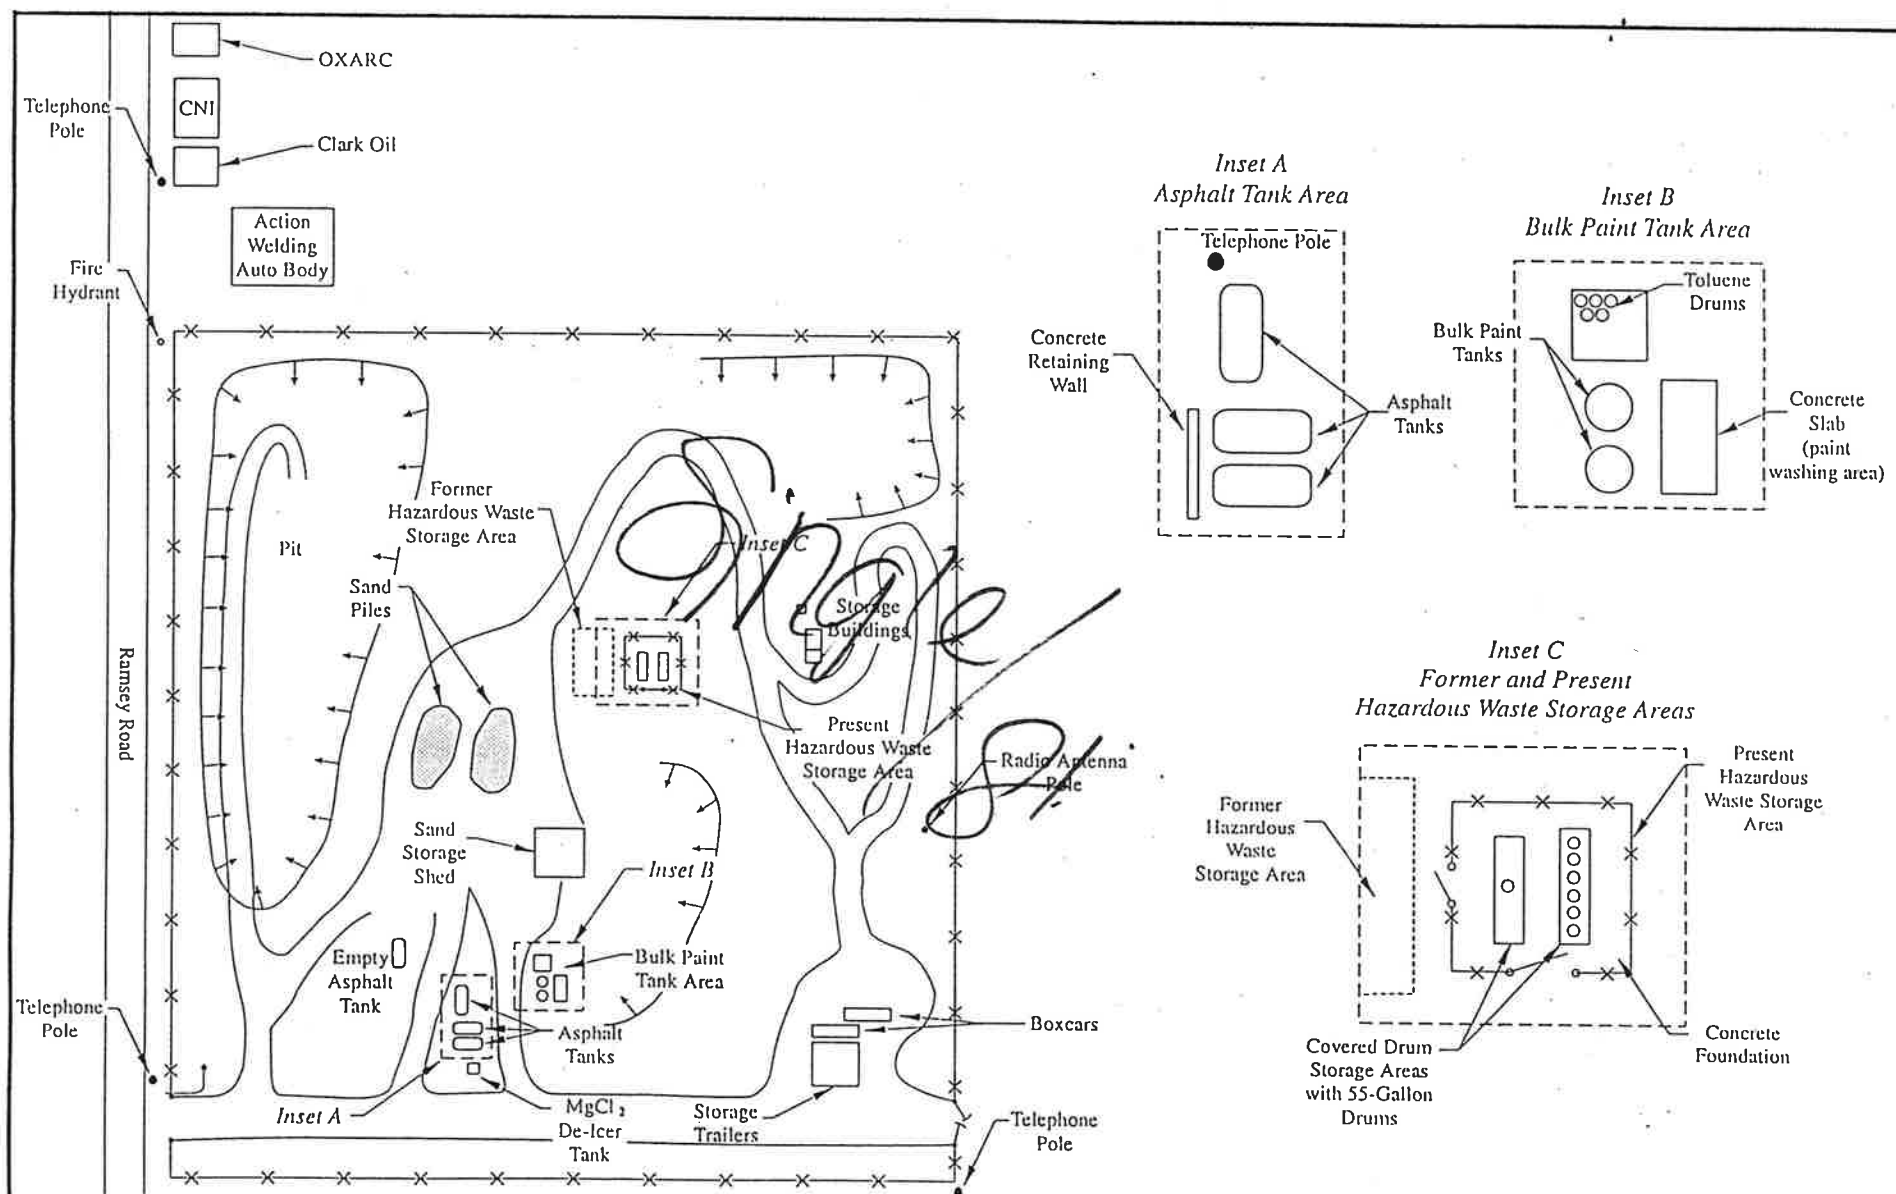 OXARC
CNI
Telephone
Pole
Clark Oil
Action
Welding
Auto Body
Fire
Hydrant
Ramsey Road
Pit
Former
Hazardous Waste
Storage Area
Inset C
Sand
Piles
Storage
Buildings
Present
Hazardous Waste
Storage Area
Radio Antenna
Pole
Sand
Storage
Shed
Inset B
Empty
Asphalt
Tank
Bulk Paint
Tank Area
Telephone
Pole
Asphalt
Tanks
Boxcars
Inset A
MgCl₂
De-Icer
Tank
Storage
Trailers
Telephone
Pole
Inset A
Asphalt Tank Area
Telephone Pole
Concrete
Retaining
Wall
Asphalt
Tanks
Inset B
Bulk Paint Tank Area
Toluene
Drums
Bulk Paint
Tanks
Concrete
Slab
(paint
washing area)
Inset C
Former and Present
Hazardous Waste Storage Areas
Present
Hazardous
Waste Storage
Area
Former
Hazardous
Waste
Storage Area
Covered Drum
Storage Areas
with 55-Gallon
Drums
Concrete
Foundation